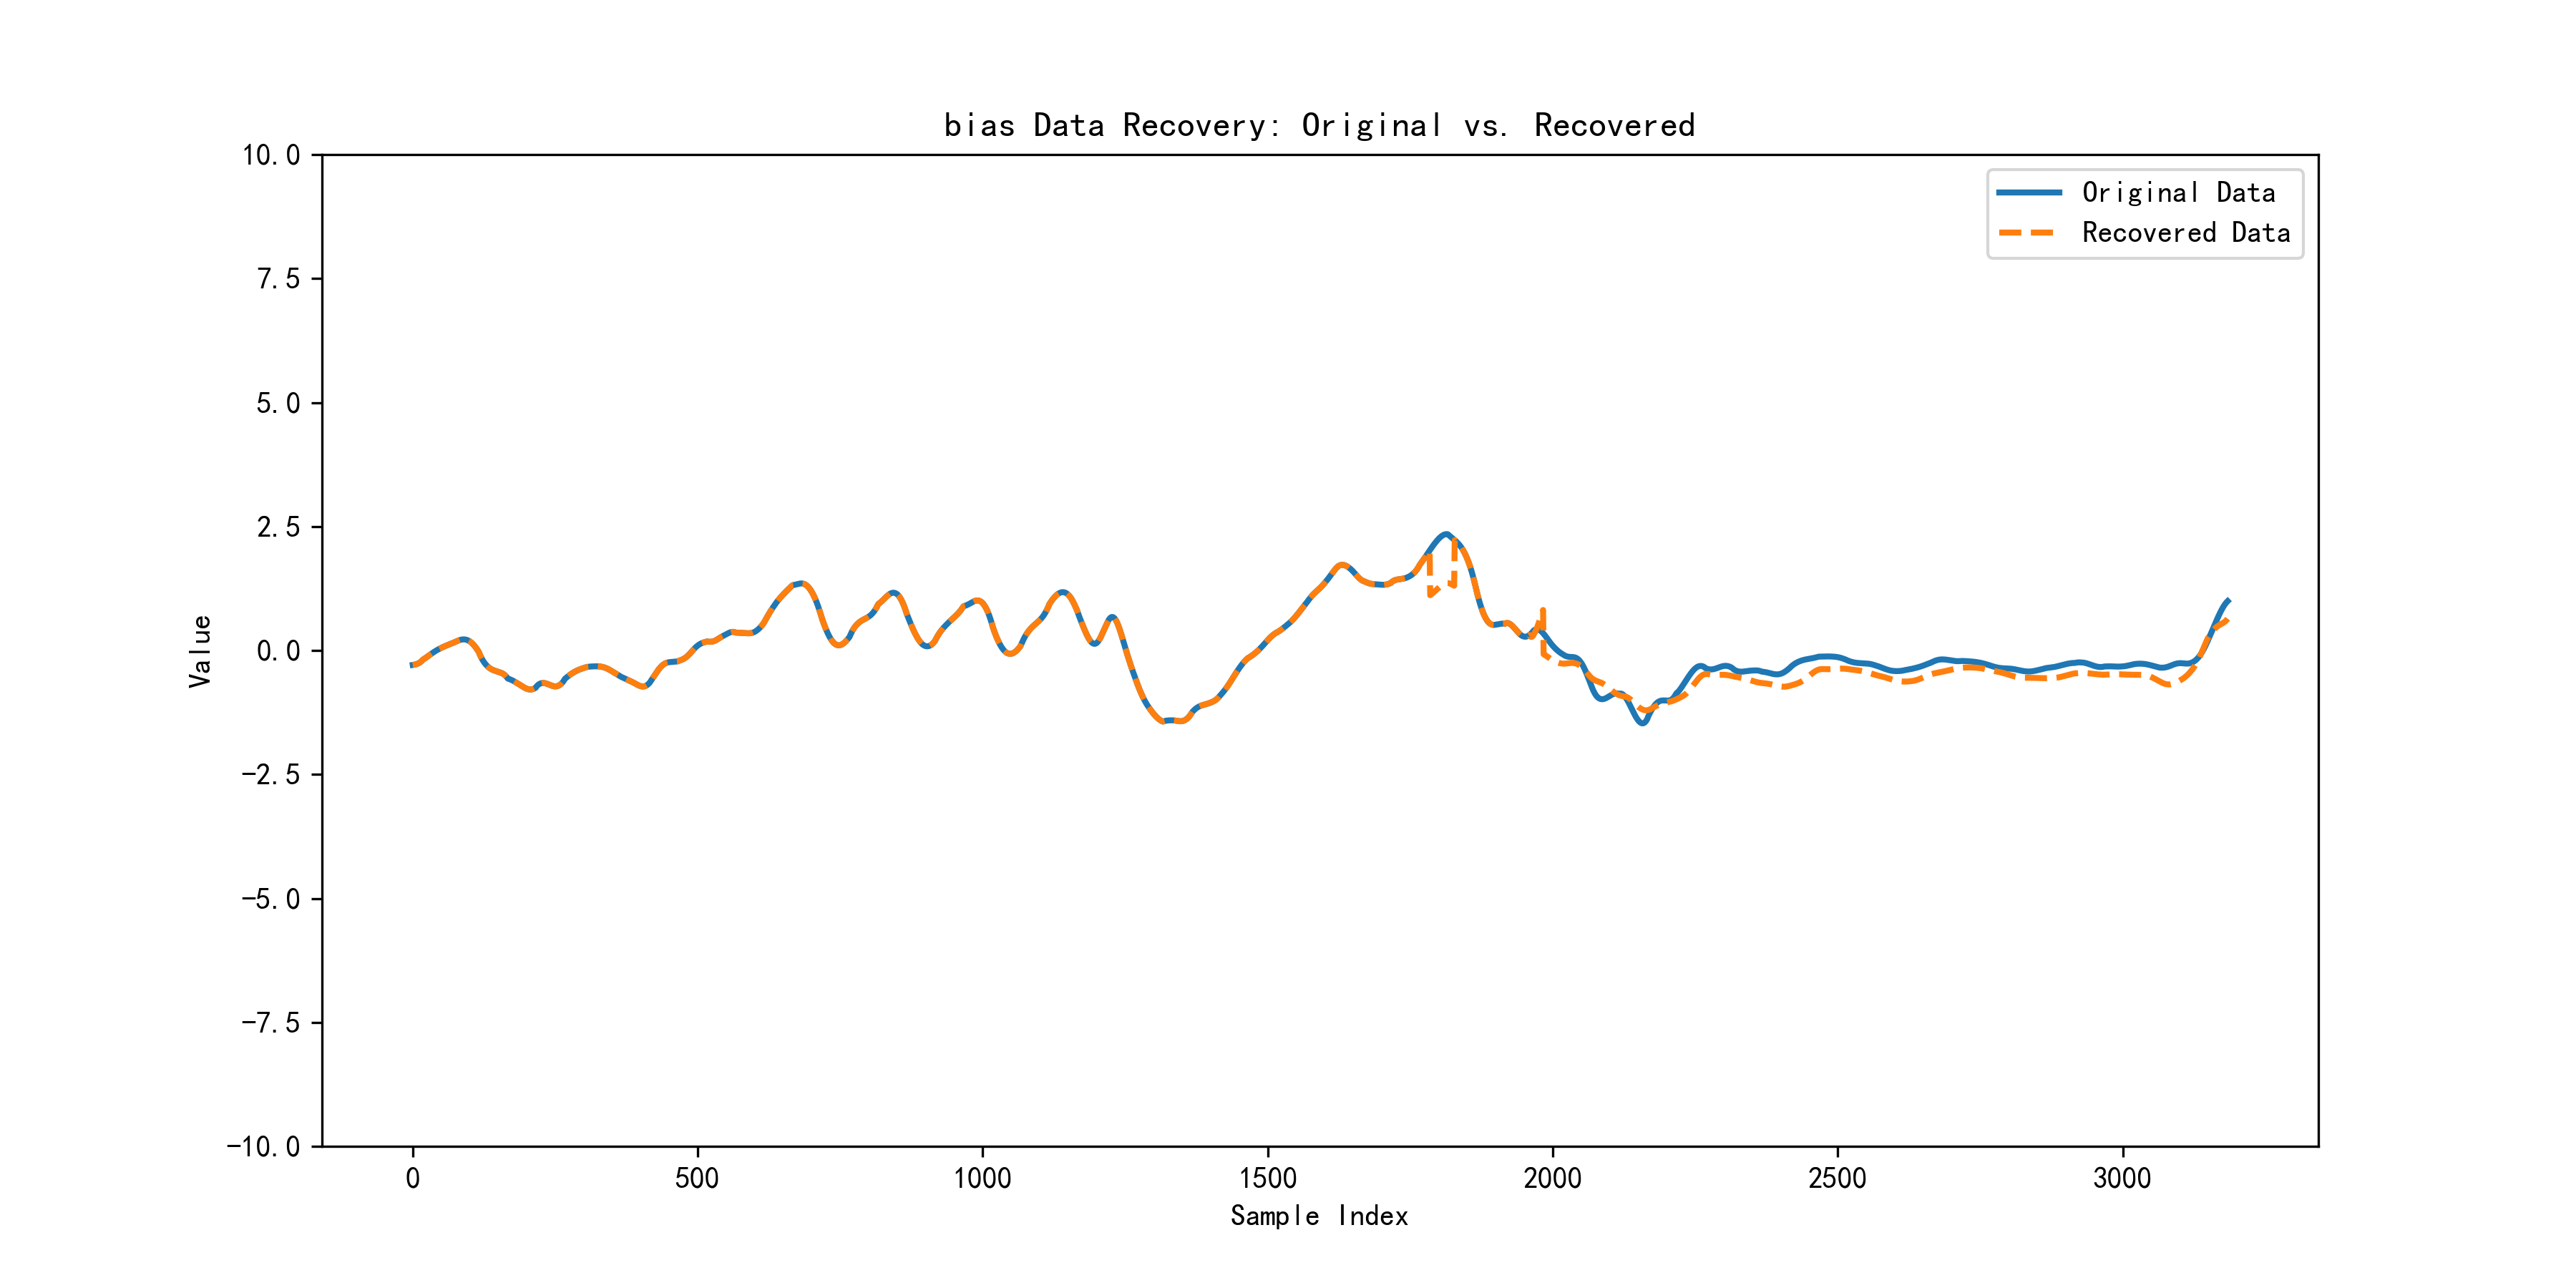 bias Data Recovery: Original vs. Recovered
10.0
7.5
5.0
2.5
0.0
−2.5
−5.0
−7.5
−10.0
Value
Original Data
Recovered Data
0 500 1000 1500 2000 2500 3000
Sample Index